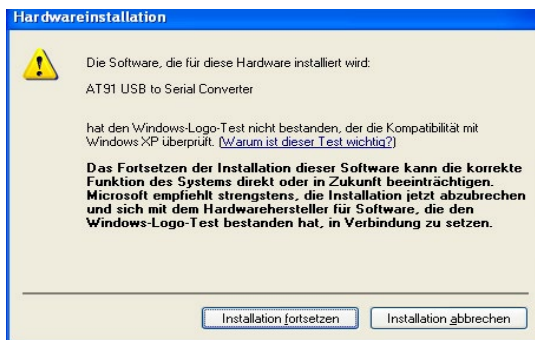 Hardwareinstallation
Die Software, die für diese Hardware installiert wird:
AT91 USB to Serial Converter
hat den Windows-Logo-Test nicht bestanden, der die Kompatibilität mit
Windows XP überprüft. (Warum ist dieser Test wichtig?)
Das Fortsetzen der Installation dieser Software kann die korrekte
Funktion des Systems direkt oder in Zukunft beeinträchtigen.
Microsoft empfiehlt strengstens, die Installation jetzt abzubrechen
und sich mit dem Hardwarehersteller für Software, die den
Windows-Logo-Test bestanden hat, in Verbindung zu setzen.
Installation fortsetzen
Installation abbrechen